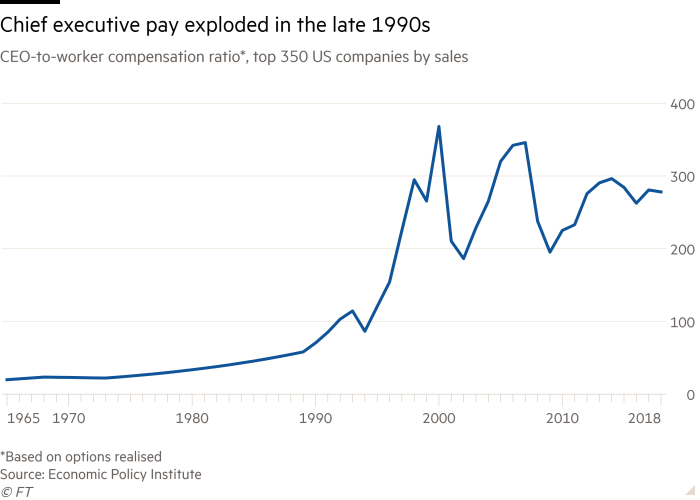 Chief executive pay exploded in the late 1990s
CEO-to-worker compensation ratio*, top 350 US companies by sales
400
300
200
100
0
1965 1970 1980 1990 2000 2010 2018
*Based on options realised
Source: Economic Policy Institute
© FT